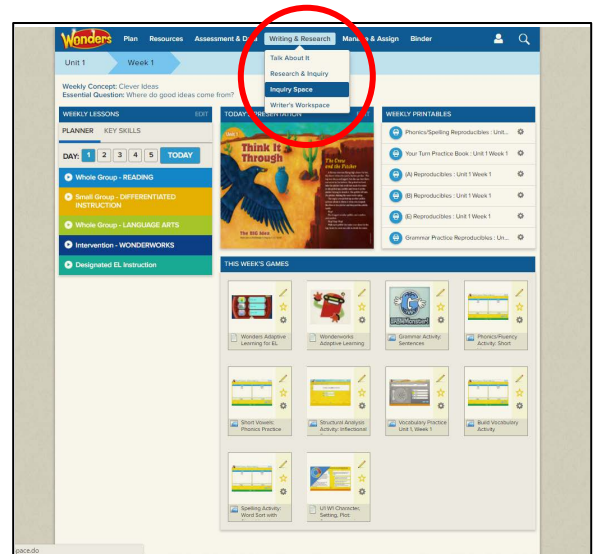 Wonders
Plan Resources Assessment & D Writing & Research Man & Assign Binder
Unit 1 Week 1
Talk About It
Research & Inquiry
Inquiry Space
Writer's Workspace
Weekly Concept: Clever Ideas
Essential Question: Where do good ideas come from?
WEEKLY LESSONS EDIT
PLANNER KEY SKILLS
DAY: 1 2 3 4 5 TODAY
Whole Group - READING
Small Group - DIFFERENTIATED
INSTRUCTION
Whole Group - LANGUAGE ARTS
Intervention - WONDERWORKS
Designated EL Instruction
TODAY'S PRESENTATION
Think It
Through
The Crow
and the Pitcher
The BIG Idea
WEEKLY PRINTABLES
Phonics/Spelling Reproducibles : Unit...
Your Turn Practice Book : Unit 1 Week 1
(A) Reproducibles : Unit 1 Week 1
(B) Reproducibles : Unit 1 Week 1
(E) Reproducibles : Unit 1 Week 1
Grammar Practice Reproducibles : Un...
THIS WEEK'S GAMES
Wonders Adaptive
Learning for EL
Wonderworks
Adaptive Learning
Grammar Activity:
Sentences
Phonics/Fluency
Activity: Short
Short Vowels:
Phonics Practice
Structural Analysis
Activity: Inflectional
Vocabulary Practice
Unit 1, Week 1
Build Vocabulary
Activity
Spelling Activity:
Word Sort with
U1 W1 Character,
Setting, Plot:
pace.do